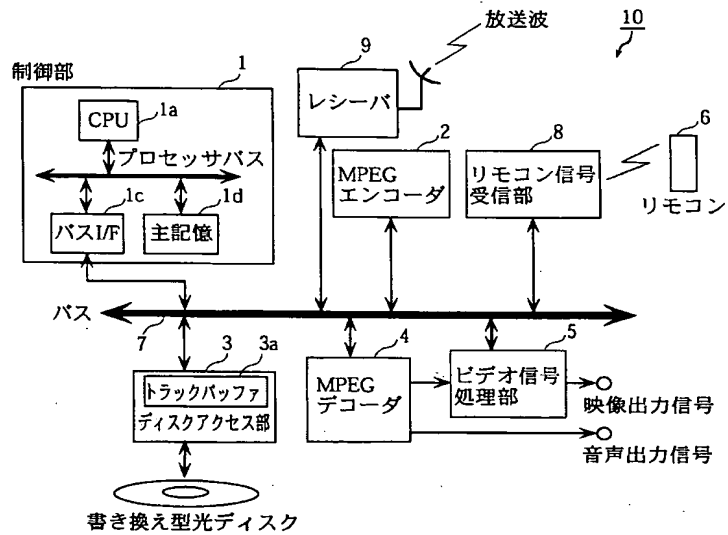 放送波
10
制御部
1
9
レシーバ
CPU
1a
プロセッサバス
1c
1d
バスI/F
主記憶
2
MPEG
エンコーダ
8
リモコン信号
受信部
6
リモコン
バス
7
3
3a
トラックバッファ
ディスクアクセス部
書き換え型光ディスク
4
MPEG
デコーダ
5
ビデオ信号
処理部
映像出力信号
音声出力信号